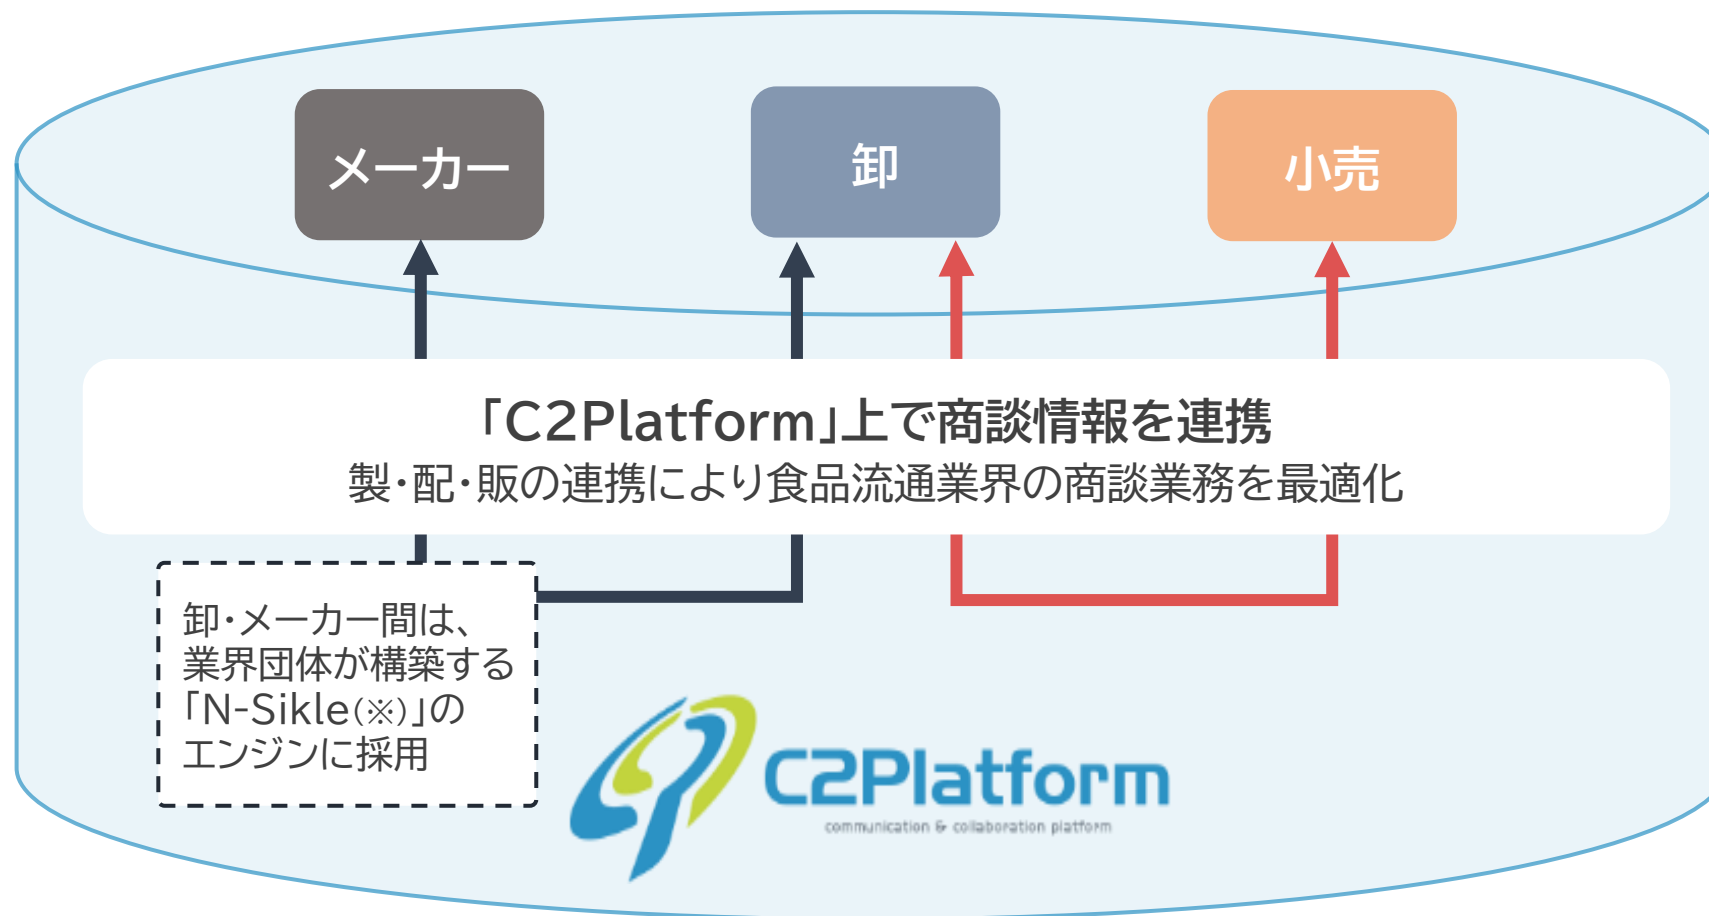 メーカー
卸
小売
「C2Platform」上で商談情報を連携
製・配・販の連携により食品流通業界の商談業務を最適化
卸・メーカー間は、
業界団体が構築する
「N-Sikle(※)」の
エンジンに採用
C2Platform
communication & collaboration platform